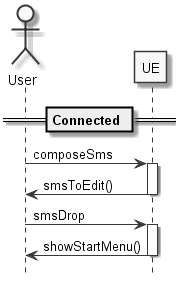 User
UE
Connected
composeSms
smsToEdit()
smsDrop
showStartMenu()